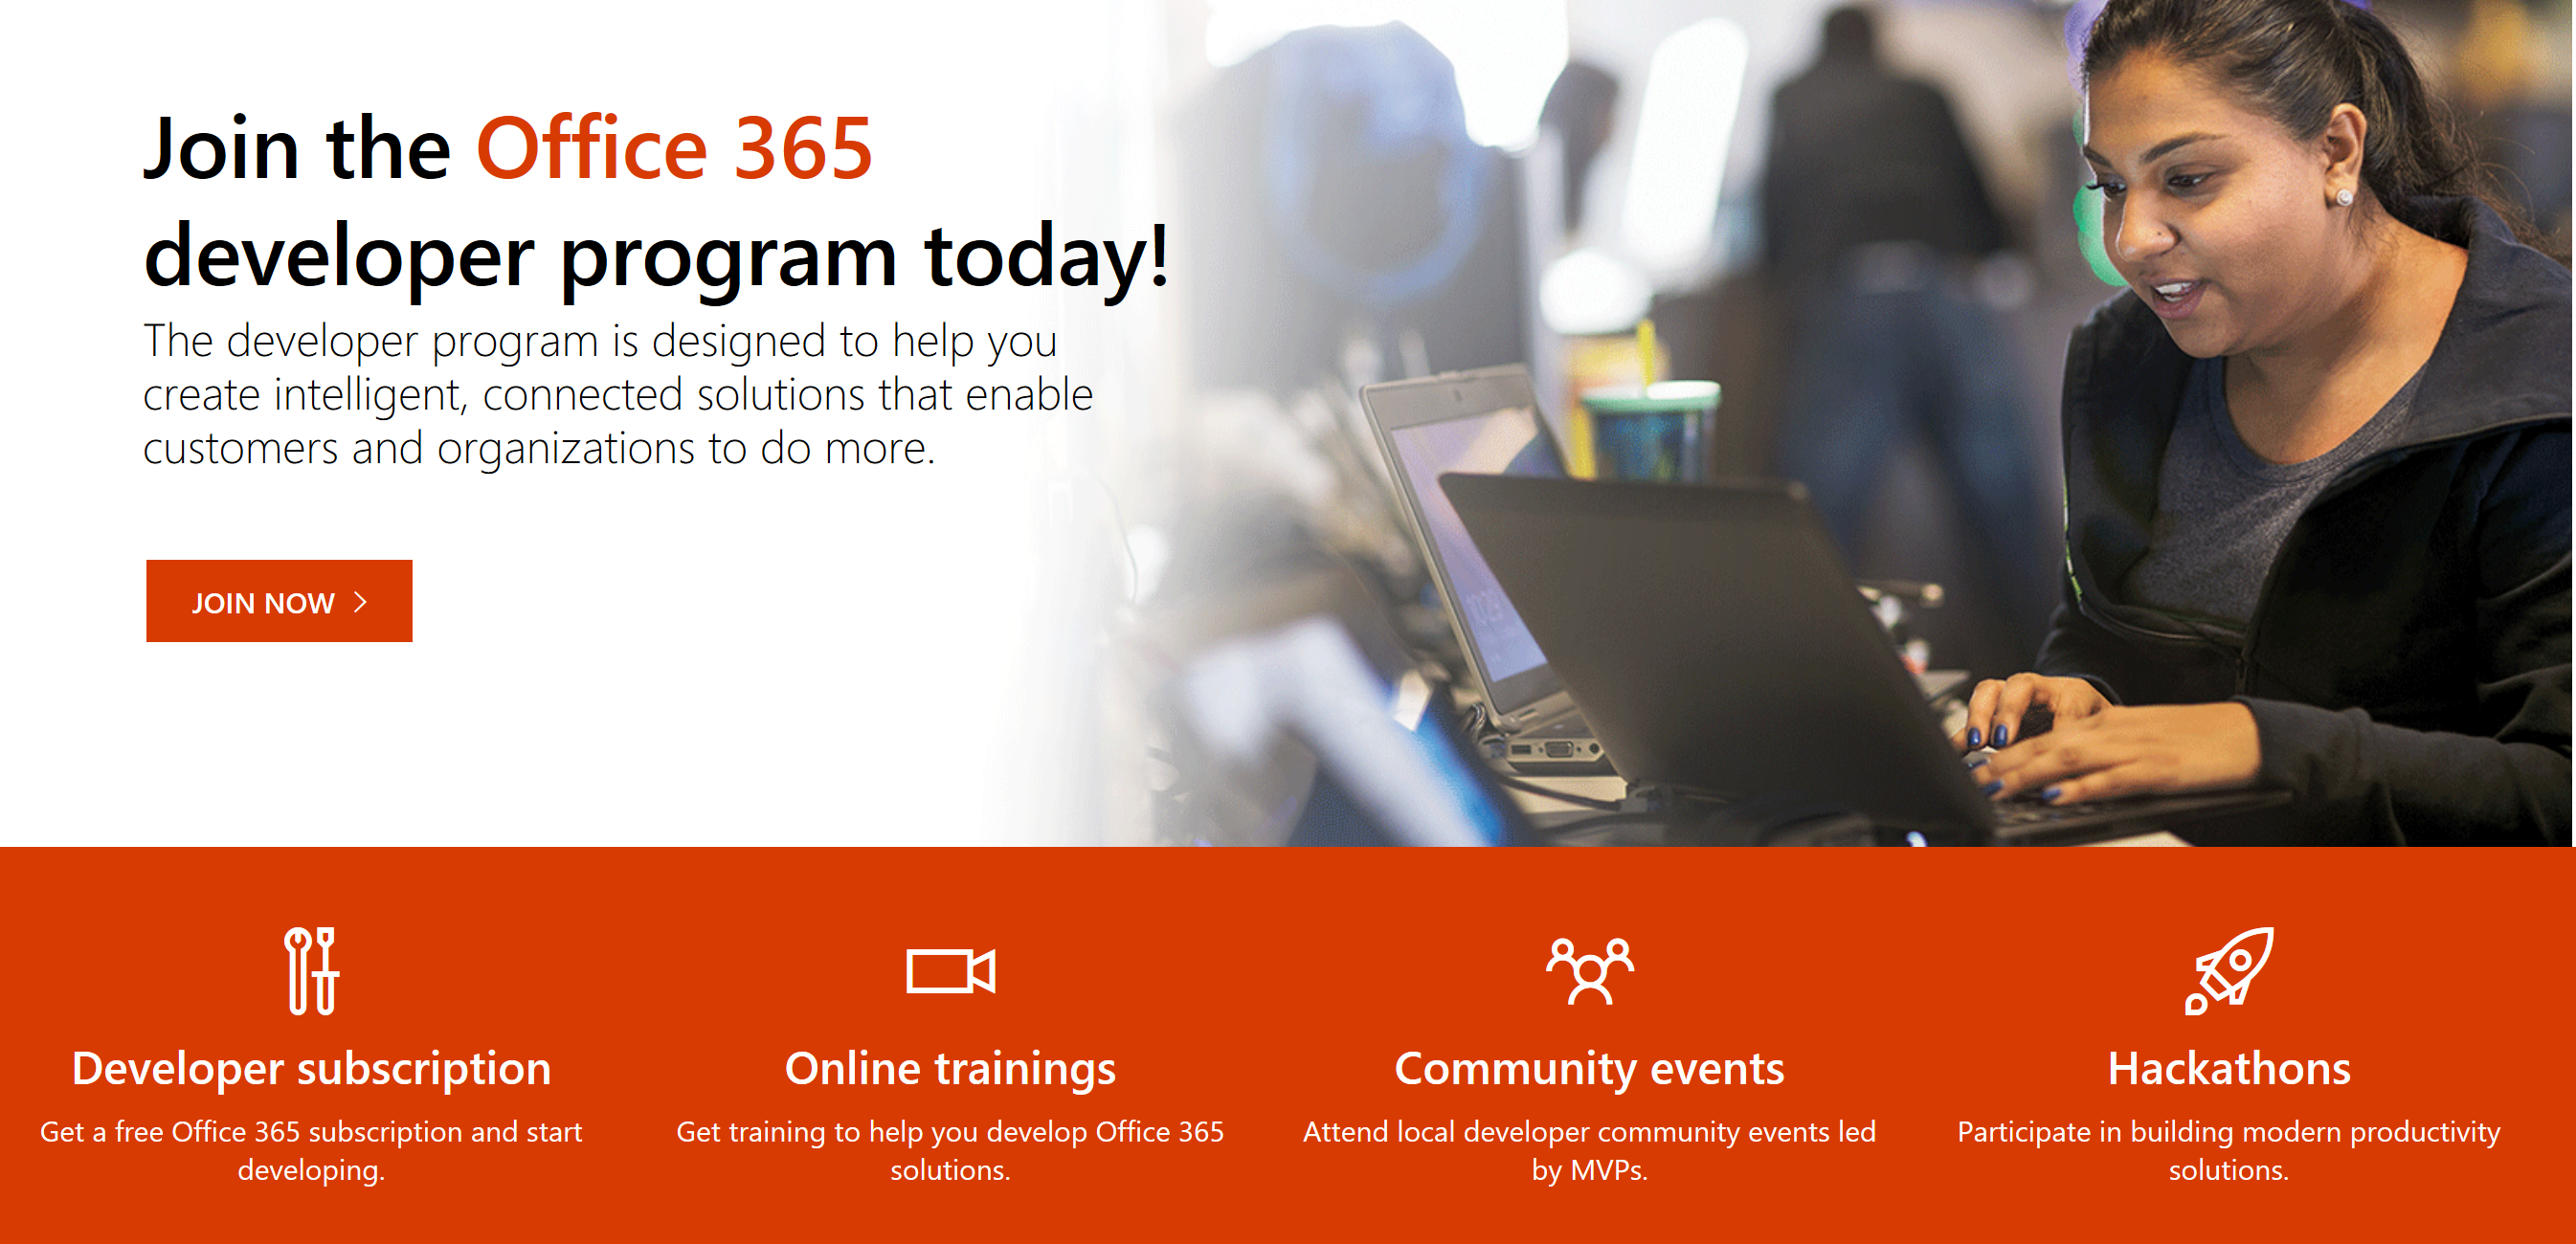 Join the Office 365
developer program today!
The developer program is designed to help you
create intelligent, connected solutions that enable
customers and organizations to do more.
JOIN NOW
Developer subscription
Get a free Office 365 subscription and start
developing.
Online trainings
Get training to help you develop Office 365
solutions.
Community events
Attend local developer community events led
by MVPs.
Hackathons
Participate in building modern productivity
solutions.